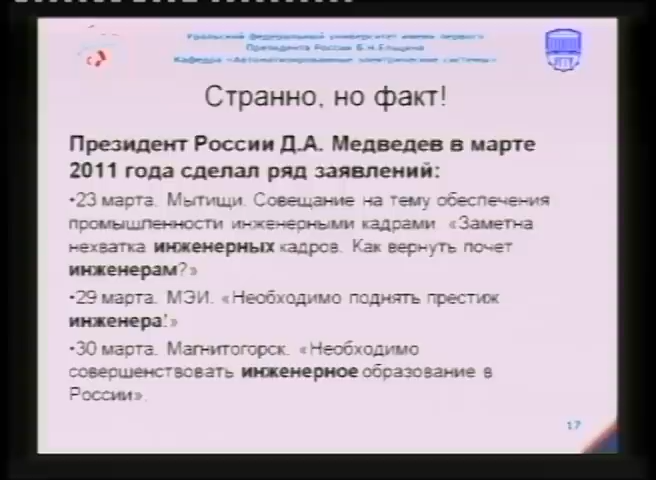 Уральский федеральный университет имени первого
Президента России Б.Н.Ельцина
Кафедра «Автоматизированные электрические системы»
Странно, но факт!
Президент России Д.А. Медведев в марте
2011 года сделал ряд заявлений:
•23 марта. Мытищи. Совещание на тему обеспечения
промышленности инженерными кадрами. «Заметна
нехватка инженерных кадров. Как вернуть почет
инженерам?»
•29 марта. МЭИ. «Необходимо поднять престиж
инженера!»
•30 марта. Магнитогорск. «Необходимо
совершенствовать инженерное образование в
России».
17